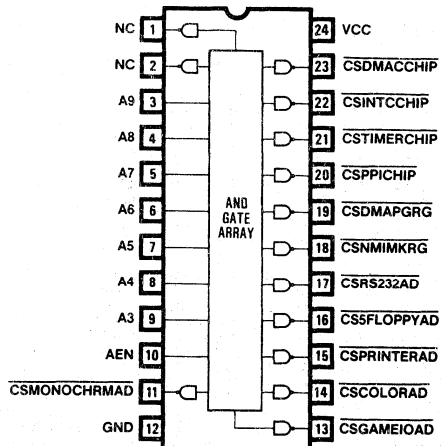 NC 1 24 VCC
NC 2 23 CSDMACCHIP
A9 3 22 CSINTCCHIP
A8 4 21 CSTIMERCHIP
A7 5 20 CSPPICHIP
A6 6 AND GATE ARRAY 19 CSDMAPGRG
A5 7 18 CSNMIMKRG
A4 8 17 CSRS232AD
A3 9 16 CS5FLOPPYAD
AEN 10 15 CSPRINTERAD
CSMONOCHRMAD 11 14 CSCOLORAD
GND 12 13 CSGAMEIOAD